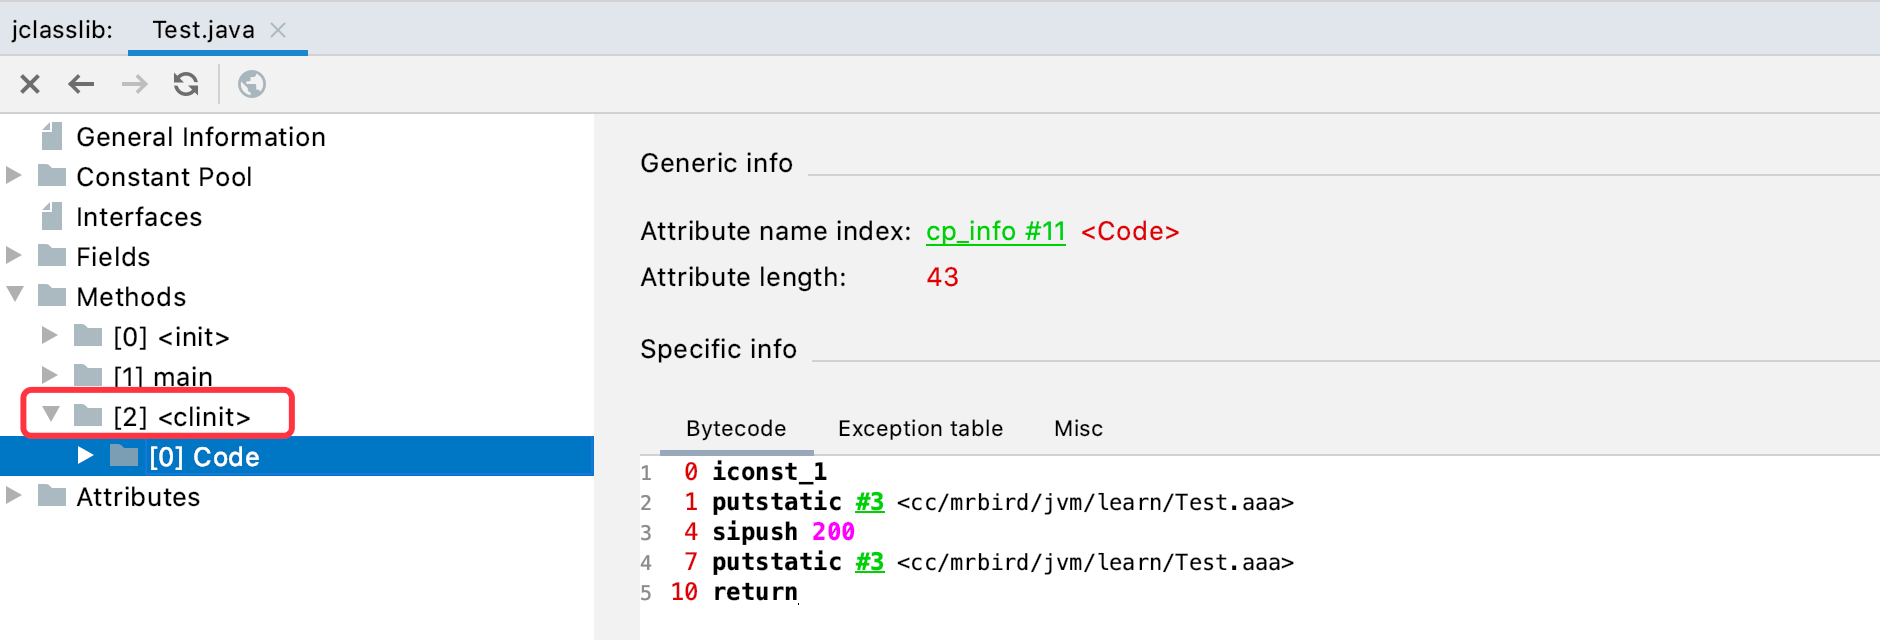 jclasslib: Test.java
General Information
Constant Pool
Interfaces
Fields
Methods
[0] <init>
[1] main
[2] <clinit>
[0] Code
Attributes
Generic info
Attribute name index: cp_info #11 <Code>
Attribute length: 43
Specific info
Bytecode Exception table Misc
1 0 iconst_1
2 1 putstatic #3 <cc/mrbird/jvm/learn/Test.aaa>
3 4 sipush 200
4 7 putstatic #3 <cc/mrbird/jvm/learn/Test.aaa>
5 10 return